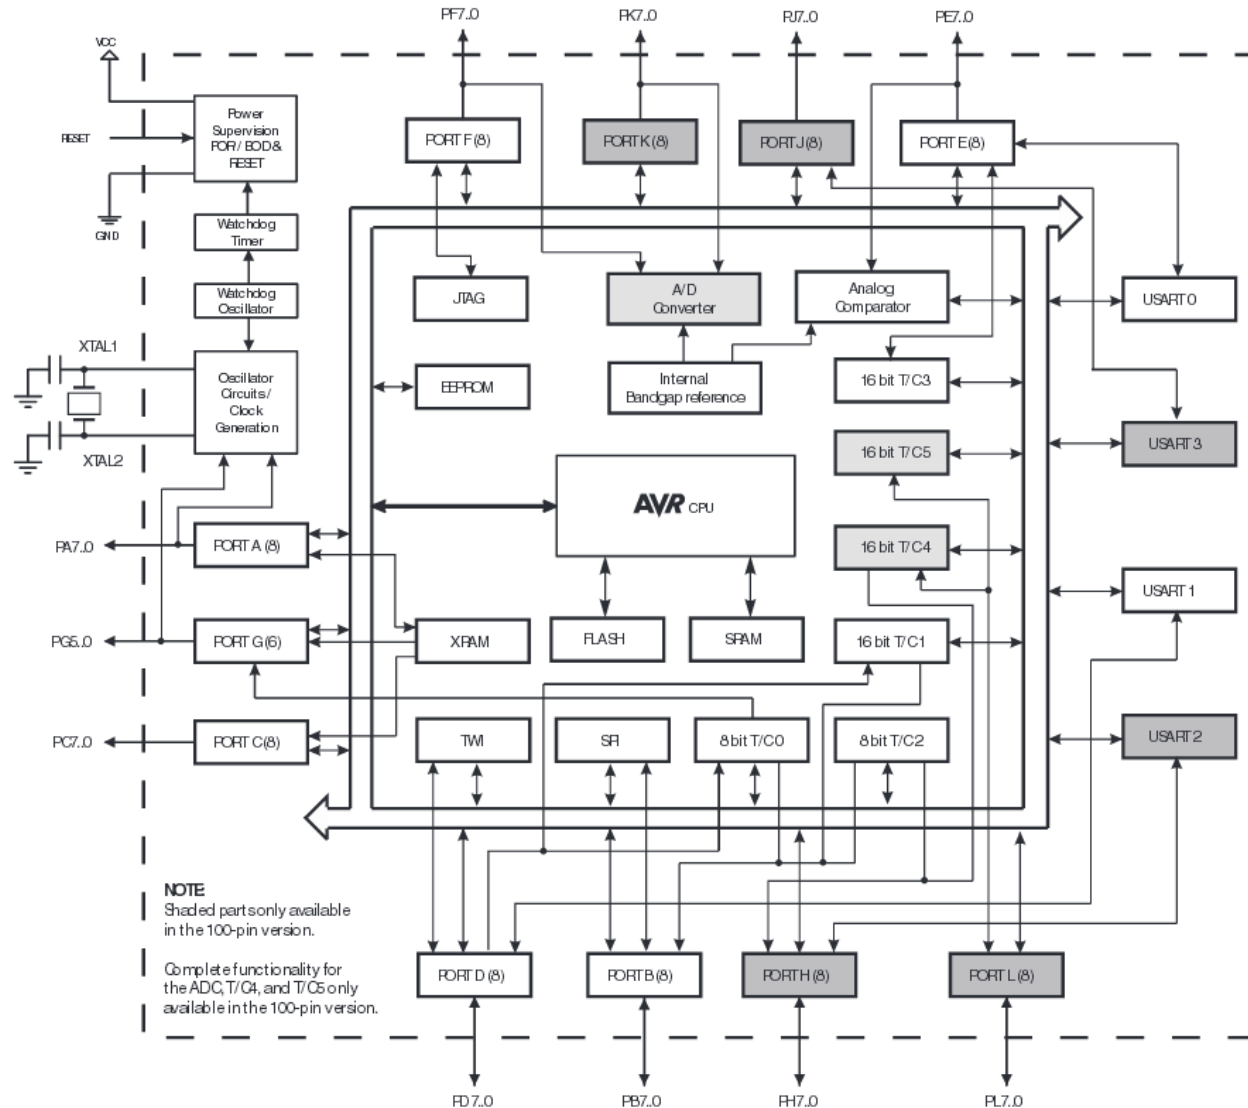 PF7..0
PK7..0
PJ7..0
PE7..0
VCC
RESET
GND
Power
Supervision
POR / BOD &
RESET
PORT F (8)
PORT K (8)
PORT J (8)
PORT E (8)
Watchdog
Timer
Watchdog
Oscillator
JTAG
A/D
Converter
Analog
Comparator
USART 0
XTAL1
Oscillator
Circuits /
Clock
Generation
EEPROM
Internal
Bandgap reference
16 bit T/C3
XTAL2
16 bit T/C5
USART 3
AVR CPU
PA7..0
PORT A (8)
16 bit T/C4
USART 1
PG5..0
PORT G (6)
XRAM
FLASH
SRAM
16 bit T/C1
PC7..0
PORT C (8)
TWI
SPI
8 bit T/C0
8 bit T/C2
USART 2
NOTE:
Shaded parts only available
in the 100-pin version.
Complete functionality for
the ADC, T/C4, and T/C5 only
available in the 100-pin version.
PORT D (8)
PORT B (8)
PORT H (8)
PORT L (8)
PD7..0
PB7..0
PH7..0
PL7..0